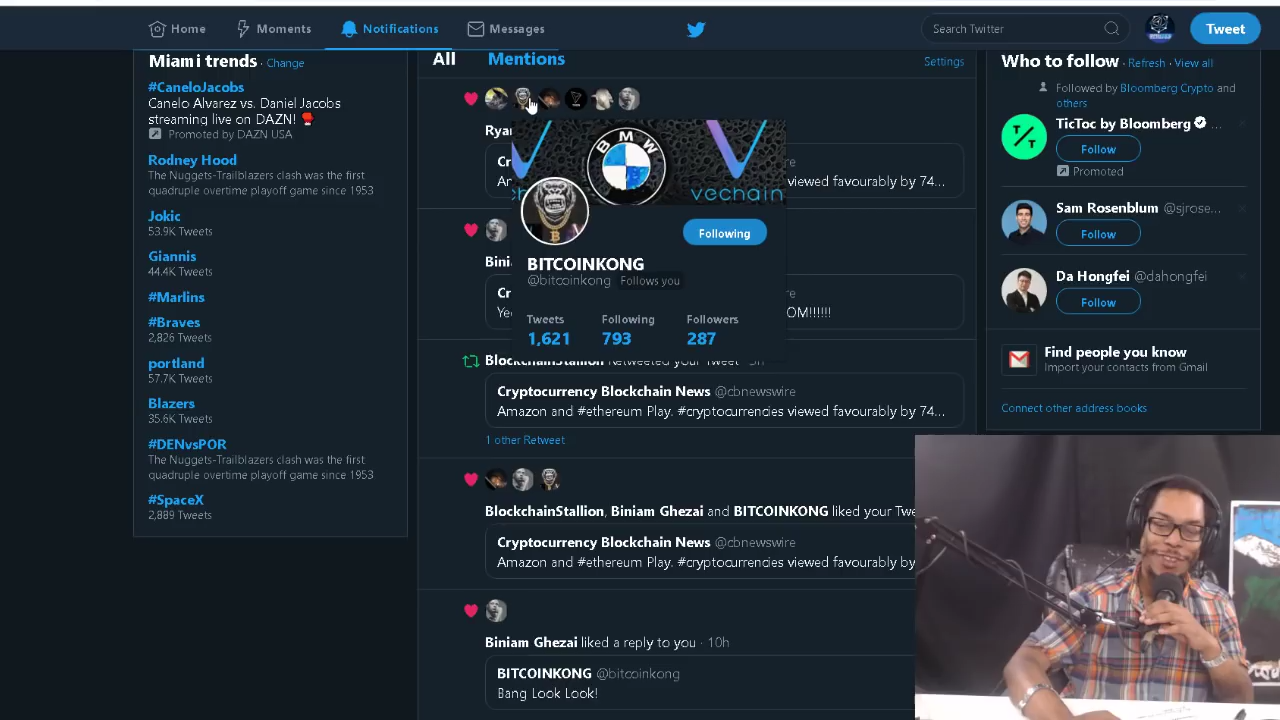 Home
Moments
Notifications
Messages
Search Twitter
Tweet
Miami trends · Change
#CaneloJacobs
Canelo Alvarez vs. Daniel Jacobs
streaming live on DAZN!
Promoted by DAZN USA
Rodney Hood
The Nuggets-Trailblazers clash was the first
quadruple overtime playoff game since 1953
Jokic
53.9K Tweets
Giannis
44.4K Tweets
#Marlins
#Braves
2,826 Tweets
portland
57.7K Tweets
Blazers
35.6K Tweets
#DENvsPOR
The Nuggets-Trailblazers clash was the first
quadruple overtime playoff game since 1953
#SpaceX
2,889 Tweets
All
Mentions
Settings
viewed favourably by 74...
BMW
vechain
Following
BITCOINKONG
@bitcoinkong Follows you
Tweets
Following
Followers
1,621
793
287
OM!!!!!!
BlockchainStallion Retweeted your Tweet
Cryptocurrency Blockchain News @cbnewswire
Amazon and #ethereum Play. #cryptocurrencies viewed favourably by 74...
1 other Retweet
BlockchainStallion, Biniam Ghezai and BITCOINKONG liked your Twe
Cryptocurrency Blockchain News @cbnewswire
Amazon and #ethereum Play. #cryptocurrencies viewed favourably by
Biniam Ghezai liked a reply to you · 10h
BITCOINKONG @bitcoinkong
Bang Look Look!
Who to follow · Refresh · View all
Followed by Bloomberg Crypto and
others
TicToc by Bloomberg ...
Follow
Promoted
Sam Rosenblum @sjrose...
Follow
Da Hongfei @dahongfei
Follow
Find people you know
Import your contacts from Gmail
Connect other address books